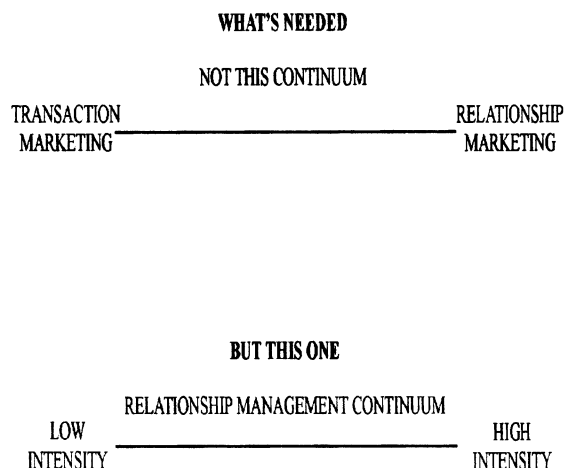 WHAT'S NEEDED
NOT THIS CONTINUUM
TRANSACTION
MARKETING
RELATIONSHIP
MARKETING
BUT THIS ONE
RELATIONSHIP MANAGEMENT CONTINUUM
LOW
INTENSITY
HIGH
INTENSITY